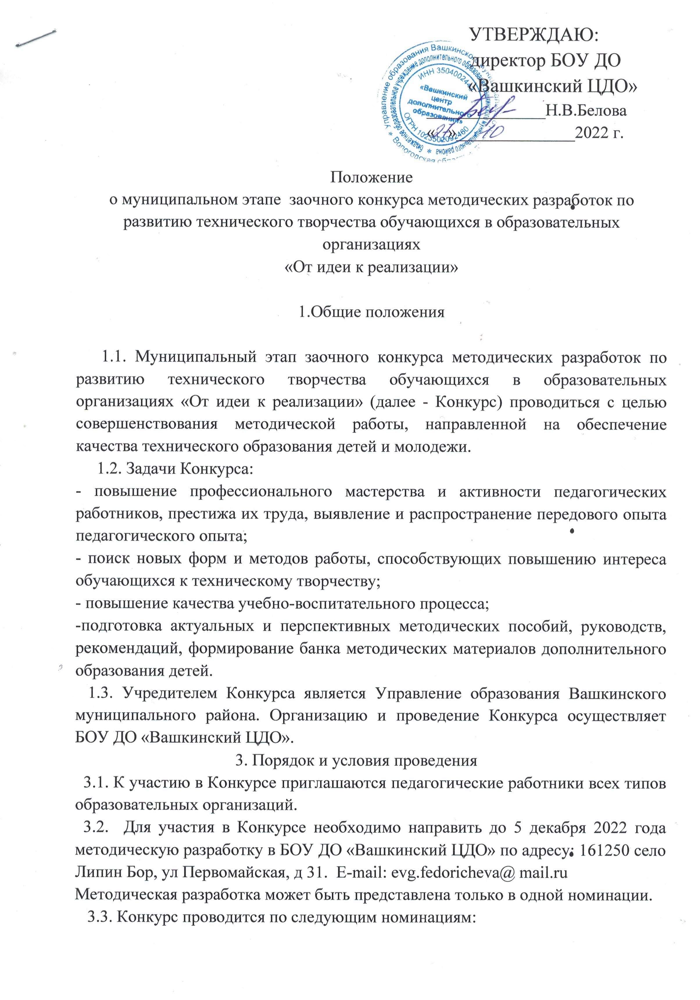 УТВЕРЖДАЮ:
директор БОУ ДО
«Вашкинский ЦДО»
Н.В.Белова
«27» 10 2022 г.
Управление образования Вашкинского
бюджетное образовательное учреждение дополнительного образования Вашкинского муниципального района
Вологодская
ИНН 350400244
«Вашкинский
центр
дополнительного
образования»
ОГРН 1023502092460
Положение
о муниципальном этапе заочного конкурса методических разработок по
развитию технического творчества обучающихся в образовательных
организациях
«От идеи к реализации»
1.Общие положения
1.1. Муниципальный этап заочного конкурса методических разработок по
развитию технического творчества обучающихся в образовательных
организациях «От идеи к реализации» (далее - Конкурс) проводиться с целью
совершенствования методической работы, направленной на обеспечение
качества технического образования детей и молодежи.
1.2. Задачи Конкурса:
- повышение профессионального мастерства и активности педагогических
работников, престижа их труда, выявление и распространение передового опыта
педагогического опыта;
- поиск новых форм и методов работы, способствующих повышению интереса
обучающихся к техническому творчеству;
- повышение качества учебно-воспитательного процесса;
-подготовка актуальных и перспективных методических пособий, руководств,
рекомендаций, формирование банка методических материалов дополнительного
образования детей.
1.3. Учредителем Конкурса является Управление образования Вашкинского
муниципального района. Организацию и проведение Конкурса осуществляет
БОУ ДО «Вашкинский ЦДО».
3. Порядок и условия проведения
3.1. К участию в Конкурсе приглашаются педагогические работники всех типов
образовательных организаций.
3.2. Для участия в Конкурсе необходимо направить до 5 декабря 2022 года
методическую разработку в БОУ ДО «Вашкинский ЦДО» по адресу: 161250 село
Липин Бор, ул Первомайская, д 31. E-mail: evg.fedoricheva@ mail.ru
Методическая разработка может быть представлена только в одной номинации.
3.3. Конкурс проводится по следующим номинациям: